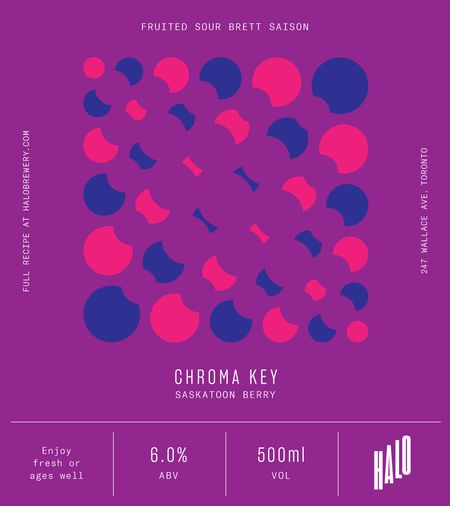 FRUITED SOUR BRETT SAISON
FULL RECIPE AT HALOBREWERY.COM
247 WALLACE AVE. TORONTO
CHROMA KEY
SASKATOON BERRY
Enjoy
fresh or
ages well
6.0%
ABV
500ml
VOL
HALO